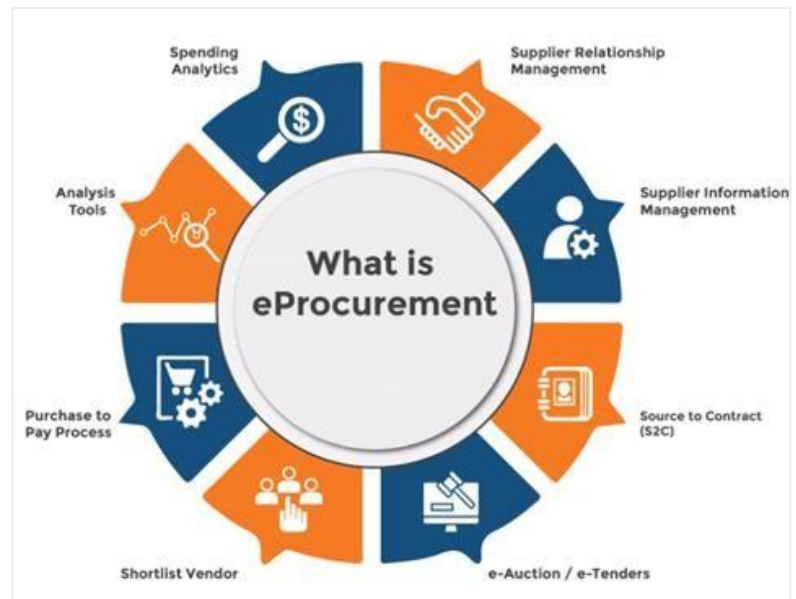 Spending
Analytics
Supplier Relationship
Management
Analysis
Tools
Supplier Information
Management
What is
eProcurement
Purchase to
Pay Process
Source to Contract
(S2C)
Shortlist Vendor
e-Auction / e-Tenders
$